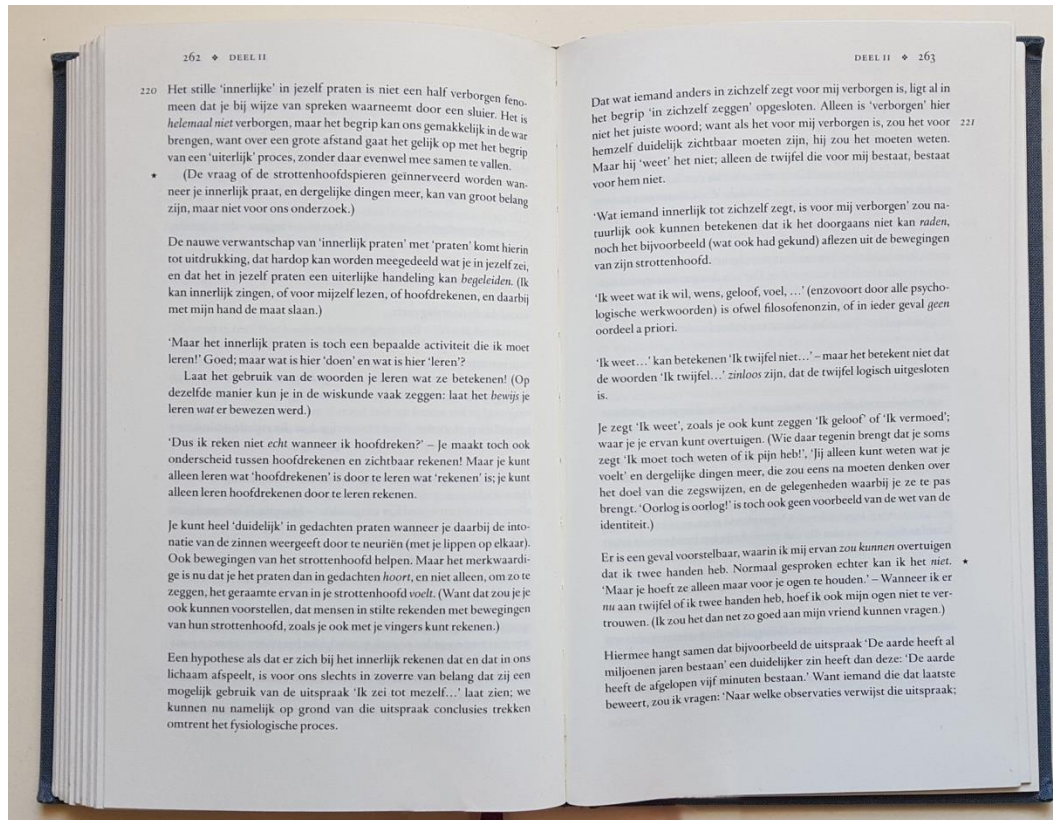 262 ❖ DEEL II
220 Het stille ‘innerlijke’ in jezelf praten is niet een half verborgen feno-
meen dat je bij wijze van spreken waarneemt door een sluier. Het is
helemaal niet verborgen, maar het begrip kan ons gemakkelijk in de war
brengen, want over een grote afstand gaat het gelijk op met het begrip
van een ‘uiterlijk’ proces, zonder daar evenwel mee samen te vallen.
★ (De vraag of de strottenhoofdspieren geïnnerveerd worden wan-
neer je innerlijk praat, en dergelijke dingen meer, kan van groot belang
zijn, maar niet voor ons onderzoek.)
De nauwe verwantschap van ‘innerlijk praten’ met ‘praten’ komt hierin
tot uitdrukking, dat hardop kan worden meegedeeld wat je in jezelf zei,
en dat het in jezelf praten een uiterlijke handeling kan begeleiden. (Ik
kan innerlijk zingen, of voor mijzelf lezen, of hoofdrekenen, en daarbij
met mijn hand de maat slaan.)
‘Maar het innerlijk praten is toch een bepaalde activiteit die ik moet
leren!’ Goed; maar wat is hier ‘doen’ en wat is hier ‘leren’?
Laat het gebruik van de woorden je leren wat ze betekenen! (Op
dezelfde manier kun je in de wiskunde vaak zeggen: laat het bewijs je
leren wat er bewezen werd.)
‘Dus ik reken niet echt wanneer ik hoofdreken?’ – Je maakt toch ook
onderscheid tussen hoofdrekenen en zichtbaar rekenen! Maar je kunt
alleen leren wat ‘hoofdrekenen’ is door te leren wat ‘rekenen’ is; je kunt
alleen leren hoofdrekenen door te leren rekenen.
Je kunt heel ‘duidelijk’ in gedachten praten wanneer je daarbij de into-
natie van de zinnen weergeeft door te neuriën (met je lippen op elkaar).
Ook bewegingen van het strottenhoofd helpen. Maar het merkwaardi-
ge is nu dat je het praten dan in gedachten hoort, en niet alleen, om zo te
zeggen, het geraamte ervan in je strottenhoofd voelt. (Want dat zou je je
ook kunnen voorstellen, dat mensen in stilte rekenden met bewegingen
van hun strottenhoofd, zoals je ook met je vingers kunt rekenen.)
Een hypothese als dat er zich bij het innerlijk rekenen dat en dat in ons
lichaam afspeelt, is voor ons slechts in zoverre van belang dat zij een
mogelijk gebruik van de uitspraak ‘Ik zei tot mezelf…’ laat zien; we
kunnen nu namelijk op grond van die uitspraak conclusies trekken
omtrent het fysiologische proces.
DEEL II ❖ 263
Dat wat iemand anders in zichzelf zegt voor mij verborgen is, ligt al in
het begrip ‘in zichzelf zeggen’ opgesloten. Alleen is ‘verborgen’ hier
niet het juiste woord; want als het voor mij verborgen is, zou het voor 221
hemzelf duidelijk zichtbaar moeten zijn, hij zou het moeten weten.
Maar hij ‘weet’ het niet; alleen de twijfel die voor mij bestaat, bestaat
voor hem niet.
‘Wat iemand innerlijk tot zichzelf zegt, is voor mij verborgen’ zou na-
tuurlijk ook kunnen betekenen dat ik het doorgaans niet kan raden,
noch het bijvoorbeeld (wat ook had gekund) aflezen uit de bewegingen
van zijn strottenhoofd.
‘Ik weet wat ik wil, wens, geloof, voel, …’ (enzovoort door alle psycho-
logische werkwoorden) is ofwel filosofenonzin, of in ieder geval geen
oordeel a priori.
‘Ik weet…’ kan betekenen ‘Ik twijfel niet…’ – maar het betekent niet dat
de woorden ‘Ik twijfel…’ zinloos zijn, dat de twijfel logisch uitgesloten
is.
Je zegt ‘Ik weet’, zoals je ook kunt zeggen ‘Ik geloof’ of ‘Ik vermoed’;
waar je je ervan kunt overtuigen. (Wie daar tegenin brengt dat je soms
zegt ‘Ik moet toch weten of ik pijn heb!’, ‘Jij alleen kunt weten wat je
voelt’ en dergelijke dingen meer, die zou eens na moeten denken over
het doel van die zegswijzen, en de gelegenheden waarbij je ze te pas
brengt. ‘Oorlog is oorlog!’ is toch ook geen voorbeeld van de wet van de
identiteit.)
Er is een geval voorstelbaar, waarin ik mij ervan zou kunnen overtuigen
dat ik twee handen heb. Normaal gesproken echter kan ik het niet. ★
‘Maar je hoeft ze alleen maar voor je ogen te houden.’ – Wanneer ik er
nu aan twijfel of ik twee handen heb, hoef ik ook mijn ogen niet te ver-
trouwen. (Ik zou het dan net zo goed aan mijn vriend kunnen vragen.)
Hiermee hangt samen dat bijvoorbeeld de uitspraak ‘De aarde heeft al
miljoenen jaren bestaan’ een duidelijker zin heeft dan deze: ‘De aarde
heeft de afgelopen vijf minuten bestaan.’ Want iemand die dat laatste
beweert, zou ik vragen: ‘Naar welke observaties verwijst die uitspraak;